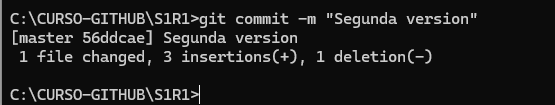 C:\CURSO-GITHUB\S1R1>git commit -m "Segunda version"
[master 56ddcae] Segunda version
 1 file changed, 3 insertions(+), 1 deletion(-)
C:\CURSO-GITHUB\S1R1>